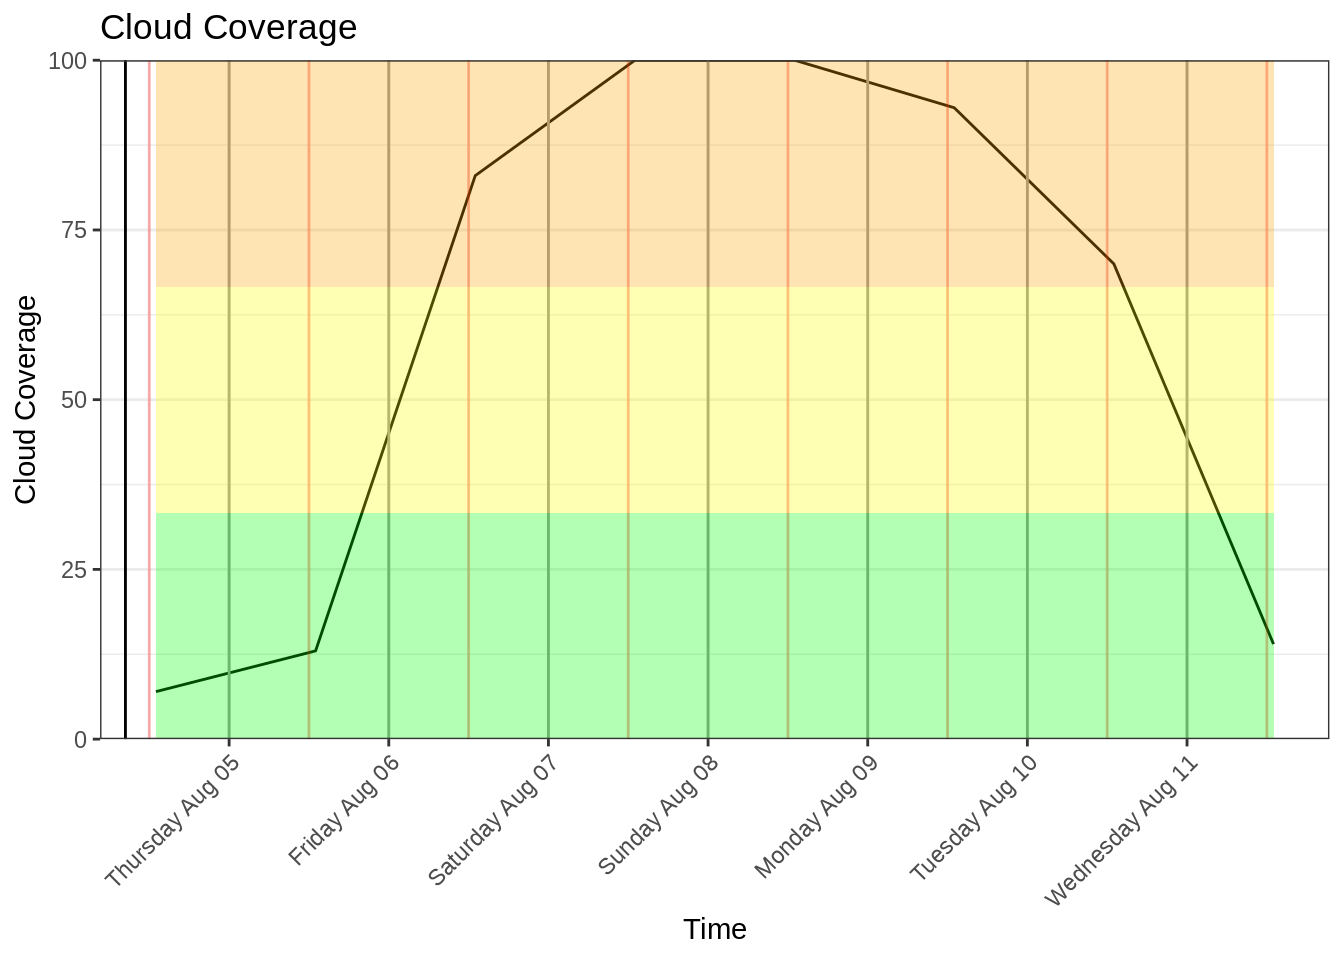 Cloud Coverage
Cloud Coverage
100
75
50
25
0
Thursday Aug 05
Friday Aug 06
Saturday Aug 07
Sunday Aug 08
Monday Aug 09
Tuesday Aug 10
Wednesday Aug 11
Time